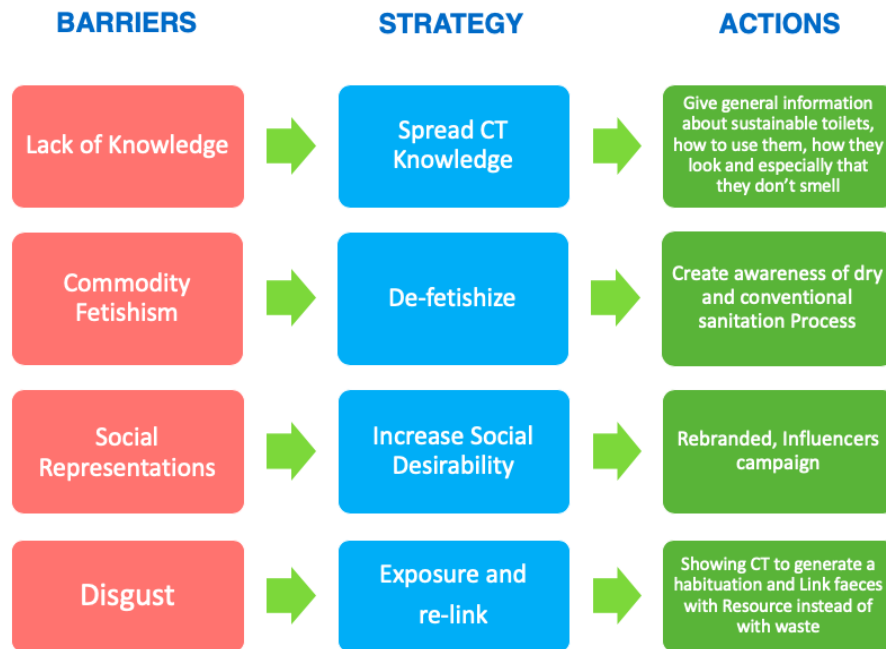 BARRIERS
STRATEGY
ACTIONS
Lack of Knowledge
Spread CT
Knowledge
Give general information
about sustainable toilets,
how to use them, how they
look and especially that
they don't smell
Commodity
Fetishism
De-fetishize
Create awareness of dry
and conventional
sanitation Process
Social
Representations
Increase Social
Desirability
Rebranded, Influencers
campaign
Disgust
Exposure and
re-link
Showing CT to generate a
habituation and Link faeces
with Resource instead of
with waste